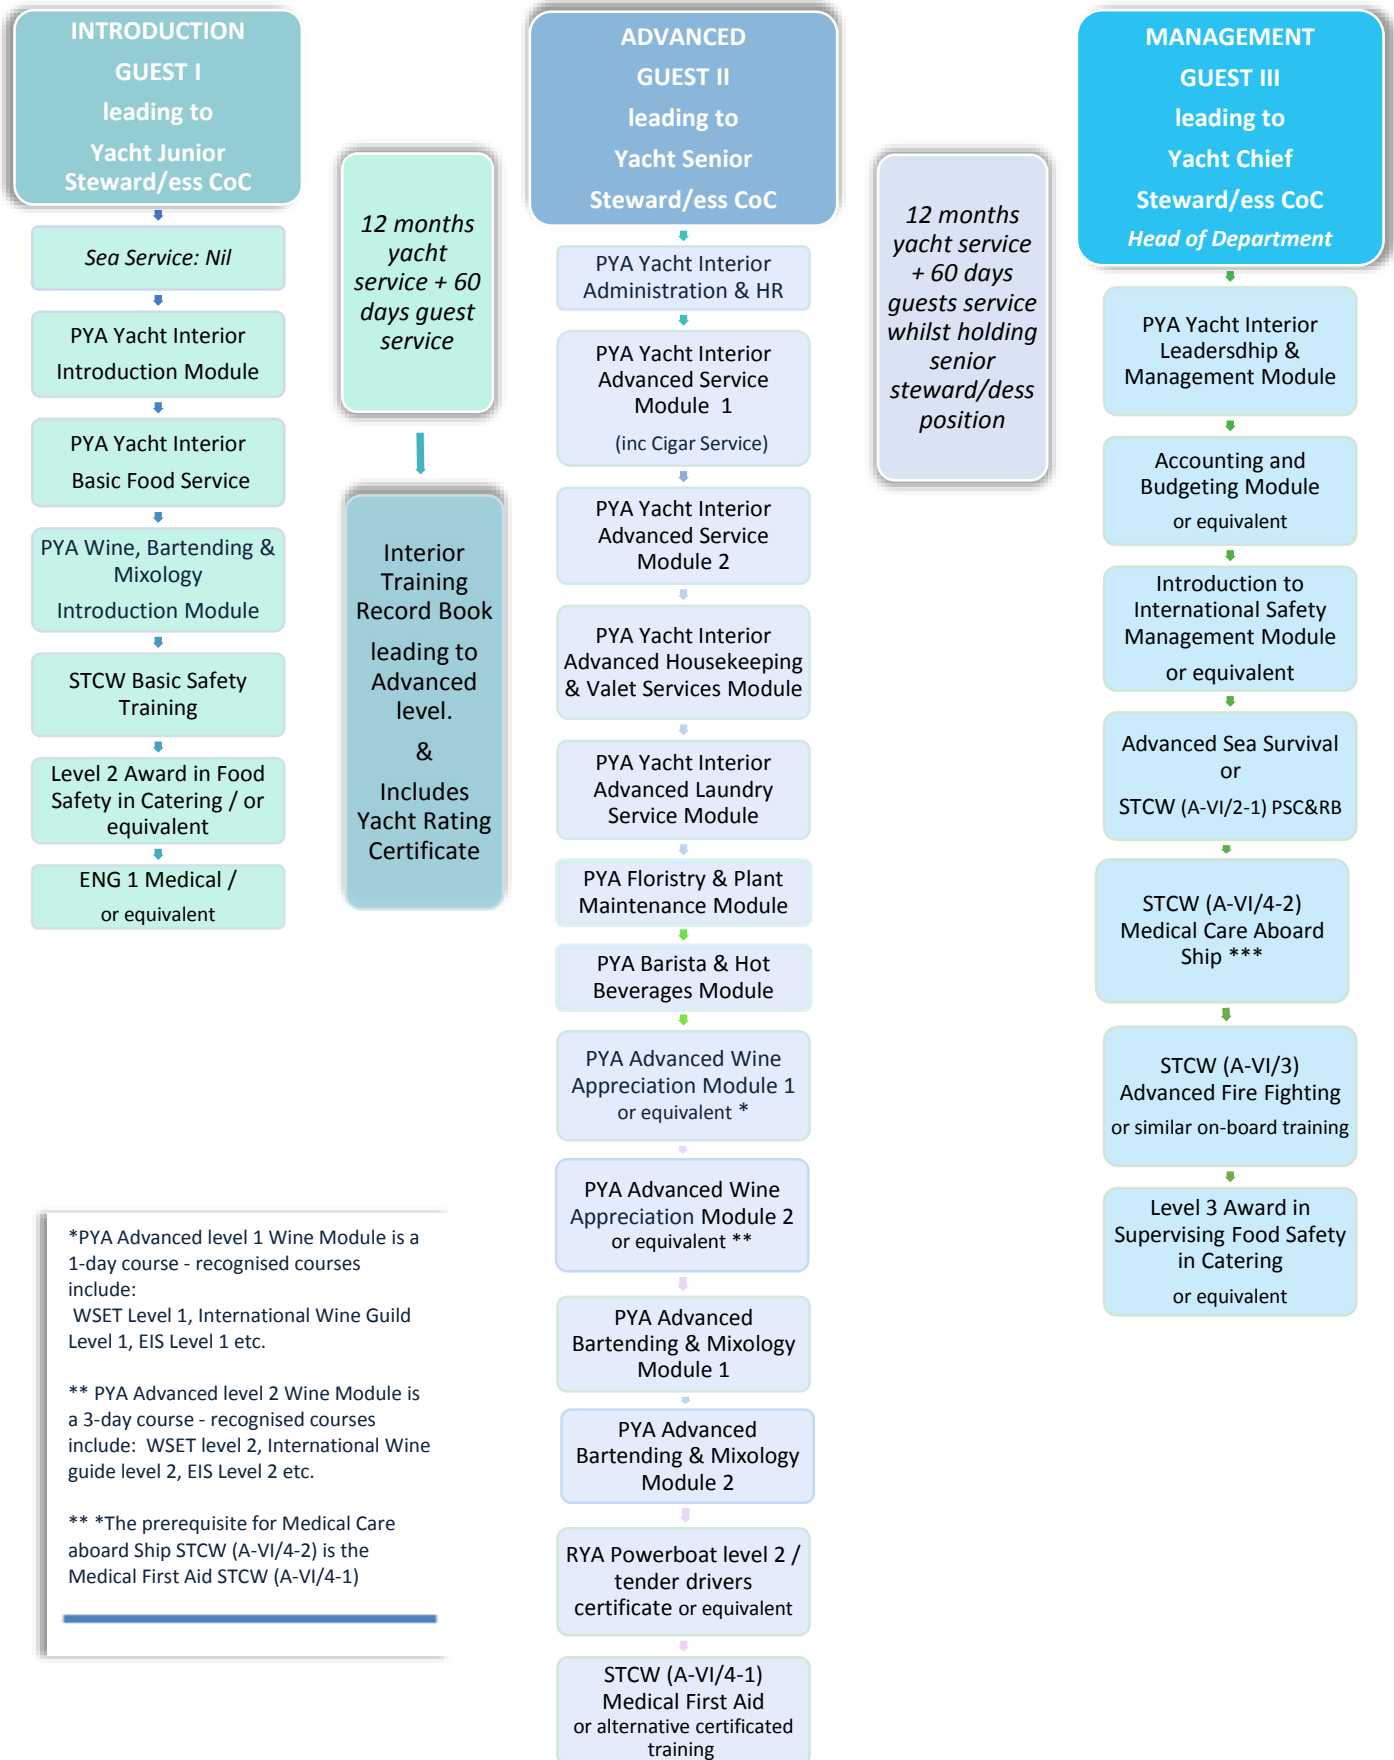 INTRODUCTION
GUEST I
leading to
Yacht Junior
Steward/ess CoC
Sea Service: Nil
PYA Yacht Interior
Introduction Module
PYA Yacht Interior
Basic Food Service
PYA Wine, Bartending &
Mixology
Introduction Module
STCW Basic Safety
Training
Level 2 Award in Food
Safety in Catering / or
equivalent
ENG 1 Medical /
or equivalent
12 months
yacht
service + 60
days guest
service
Interior
Training
Record Book
leading to
Advanced
level.
&
Includes
Yacht Rating
Certificate
ADVANCED
GUEST II
leading to
Yacht Senior
Steward/ess CoC
PYA Yacht Interior
Administration & HR
PYA Yacht Interior
Advanced Service
Module 1
(inc Cigar Service)
PYA Yacht Interior
Advanced Service
Module 2
PYA Yacht Interior
Advanced Housekeeping
& Valet Services Module
PYA Yacht Interior
Advanced Laundry
Service Module
PYA Floristry & Plant
Maintenance Module
PYA Barista & Hot
Beverages Module
PYA Advanced Wine
Appreciation Module 1
or equivalent *
PYA Advanced Wine
Appreciation Module 2
or equivalent **
PYA Advanced
Bartending & Mixology
Module 1
PYA Advanced
Bartending & Mixology
Module 2
RYA Powerboat level 2 /
tender drivers
certificate or equivalent
STCW (A-VI/4-1)
Medical First Aid
or alternative certificated
training
12 months
yacht service
+ 60 days
guests service
whilst holding
senior
steward/dess
position
MANAGEMENT
GUEST III
leading to
Yacht Chief
Steward/ess CoC
Head of Department
PYA Yacht Interior
Leadersdhip &
Management Module
Accounting and
Budgeting Module
or equivalent
Introduction to
International Safety
Management Module
or equivalent
Advanced Sea Survival
or
STCW (A-VI/2-1) PSC&RB
STCW (A-VI/4-2)
Medical Care Aboard
Ship ***
STCW (A-VI/3)
Advanced Fire Fighting
or similar on-board training
Level 3 Award in
Supervising Food Safety
in Catering
or equivalent
*PYA Advanced level 1 Wine Module is a
1-day course - recognised courses
include:
WSET Level 1, International Wine Guild
Level 1, EIS Level 1 etc.
** PYA Advanced level 2 Wine Module is
a 3-day course - recognised courses
include: WSET level 2, International Wine
guide level 2, EIS Level 2 etc.
** *The prerequisite for Medical Care
aboard Ship STCW (A-VI/4-2) is the
Medical First Aid STCW (A-VI/4-1)